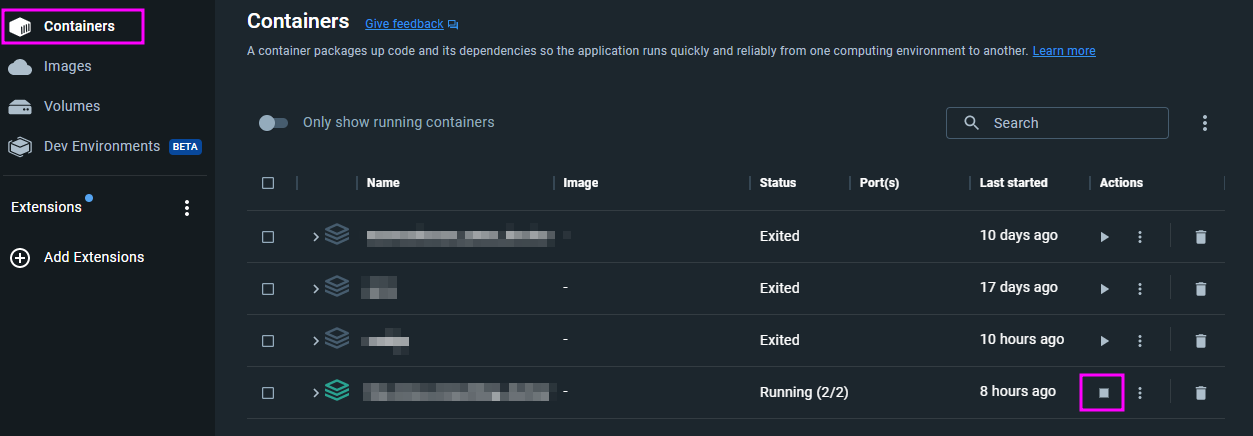 Containers
Images
Volumes
Dev Environments BETA
Extensions
Add Extensions
Containers Give feedback
A container packages up code and its dependencies so the application runs quickly and reliably from one computing environment to another. Learn more
Only show running containers
Search
Name Image Status Port(s) Last started Actions
Exited 10 days ago
- Exited 17 days ago
- Exited 10 hours ago
- Running (2/2) 8 hours ago